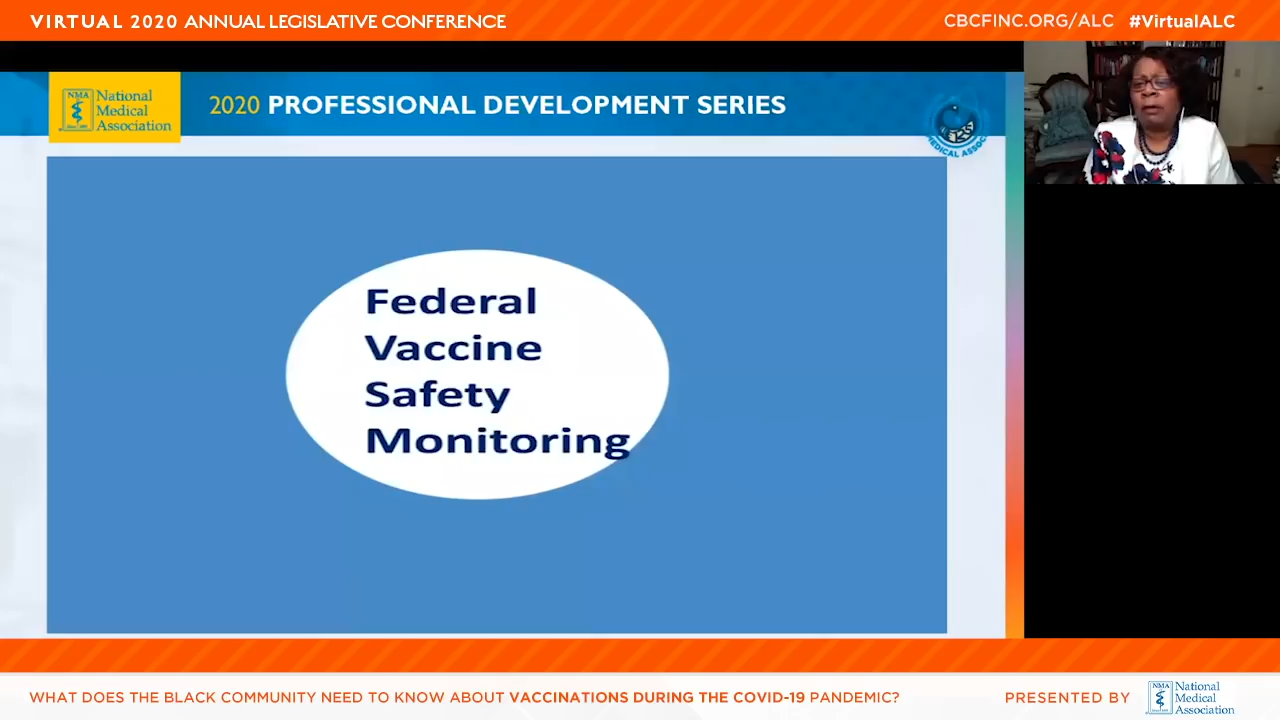 VIRTUAL 2020 ANNUAL LEGISLATIVE CONFERENCE
CBCFINC.ORG/ALC #VirtualALC
NMA
National
Medical
Association
2020 PROFESSIONAL DEVELOPMENT SERIES
Federal
Vaccine
Safety
Monitoring
WHAT DOES THE BLACK COMMUNITY NEED TO KNOW ABOUT VACCINATIONS DURING THE COVID-19 PANDEMIC?
PRESENTED BY
NMA
National
Medical
Association